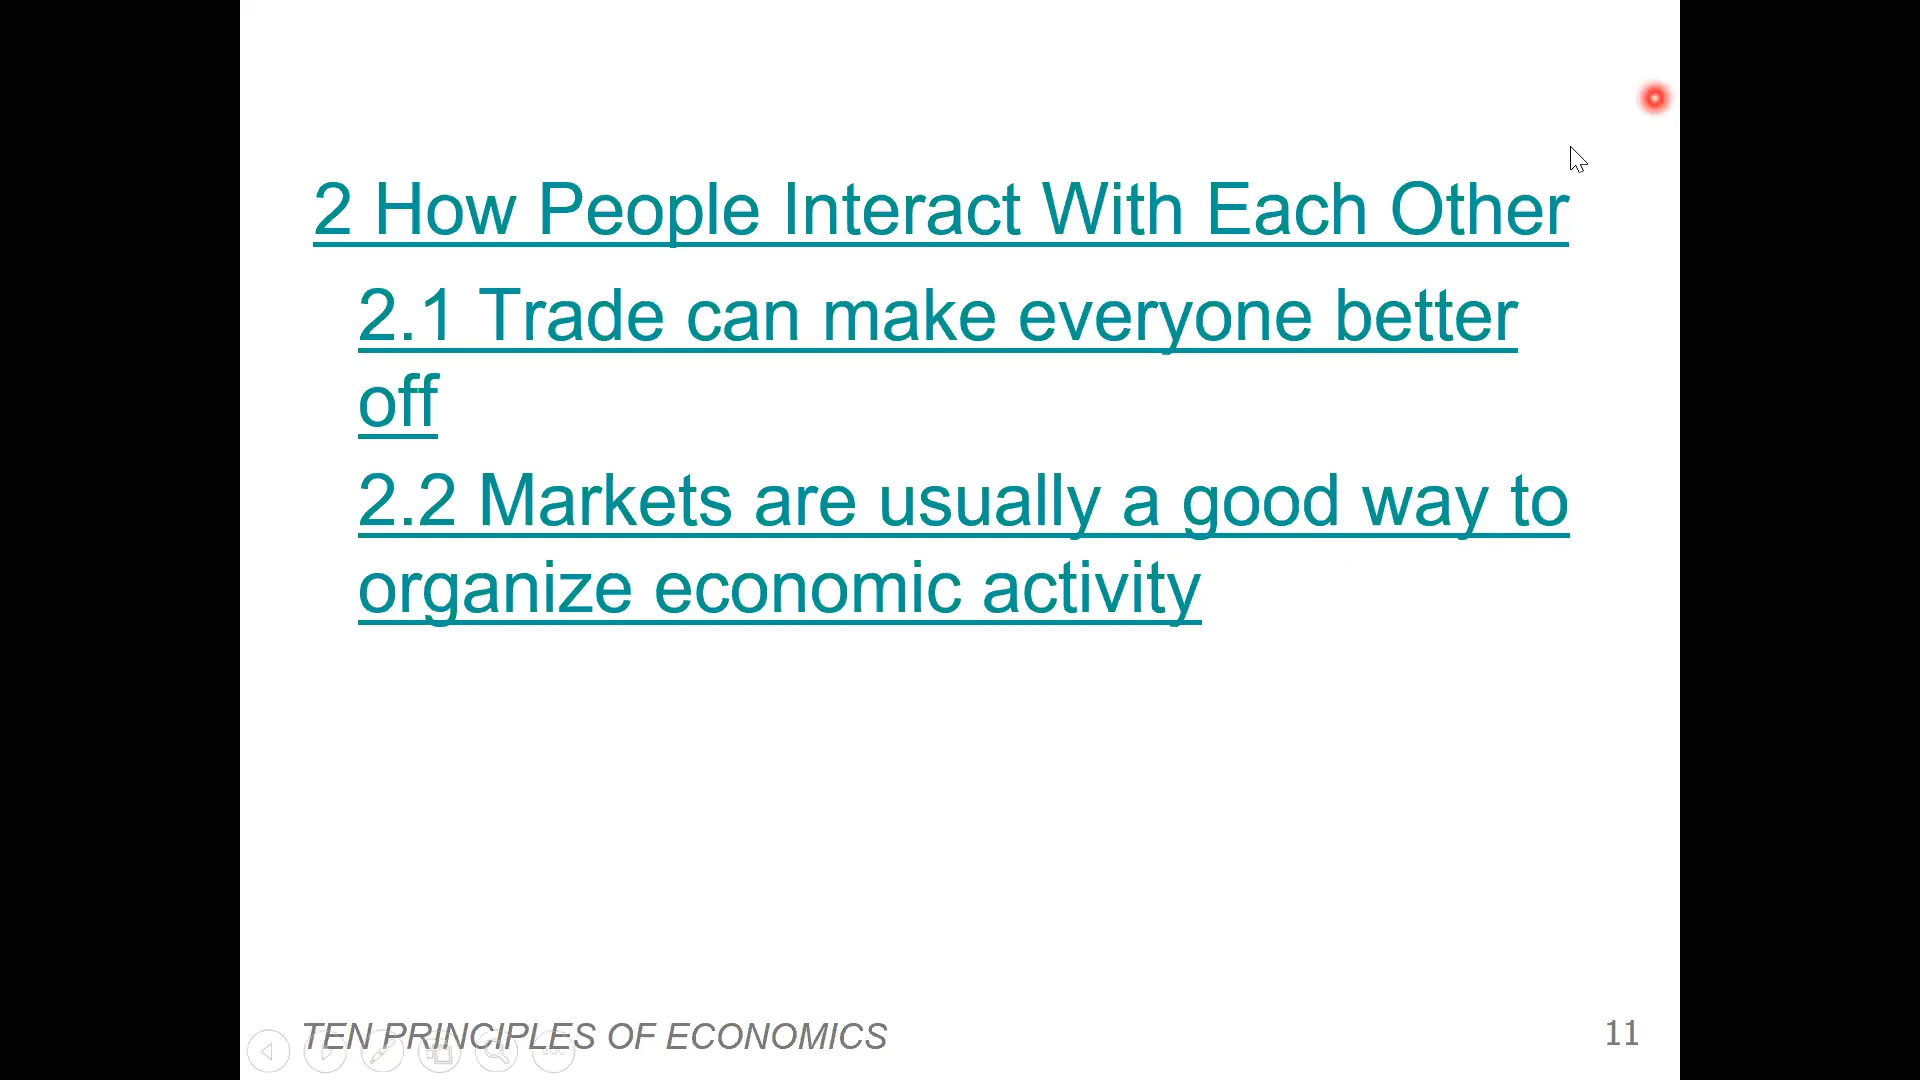 2 How People Interact With Each Other
2.1 Trade can make everyone better
off
2.2 Markets are usually a good way to
organize economic activity
TEN PRINCIPLES OF ECONOMICS
11